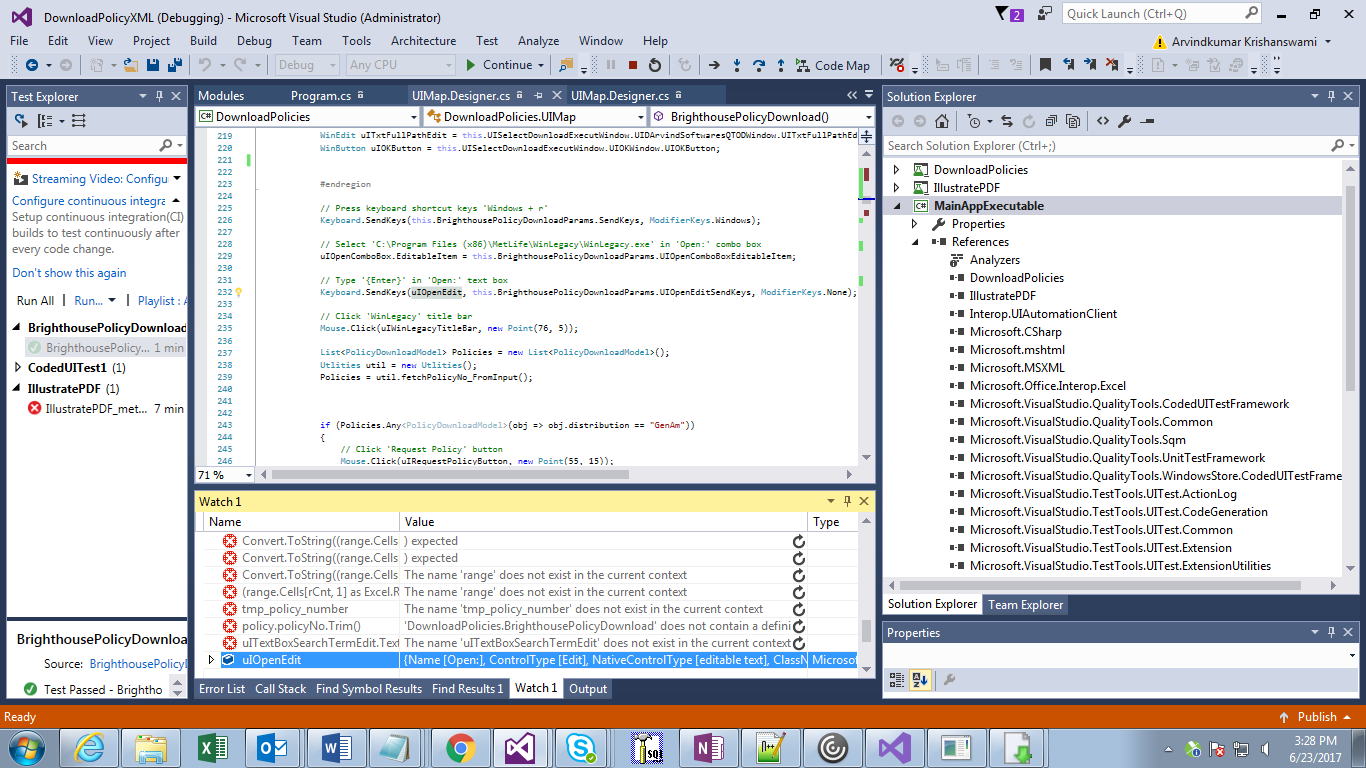 DownloadPolicyXML (Debugging) - Microsoft Visual Studio (Administrator)
2
Quick Launch (Ctrl+Q)
File Edit View Project Build Debug Team Tools Architecture Test Analyze Window Help
Arvindkumar Krishanswami
Debug Any CPU Continue Code Map
Test Explorer
Search
Streaming Video: Configu
Configure continuous integra
Setup continuous integration(CI)
builds to test continuously after
every code change.
Don't show this again
Run All | Run... | Playlist : A
BrighthousePolicyDownload
BrighthousePolicy... 1 min
CodedUITest1 (1)
IllustratePDF (1)
IllustratePDF_met... 7 min
BrighthousePolicyDownloa
Source: BrighthousePolicyD
Test Passed - Brightho
Modules Program.cs UIMap.Designer.cs UIMap.Designer.cs
DownloadPolicies DownloadPolicies.UIMap BrighthousePolicyDownload()
219 WinEdit uITxtFullPathEdit = this.UISelectDownloadExecutWindow.UIDArvindSoftwaresQTODWindow.UITxtFullPathEd
220 WinButton uIOKButton = this.UISelectDownloadExecutWindow.UIOKWindow.UIOKButton;
221
222
223 #endregion
224
225 // Press keyboard shortcut keys 'Windows + r'
226 Keyboard.SendKeys(this.BrighthousePolicyDownloadParams.SendKeys, ModifierKeys.Windows);
227
228 // Select 'C:\Program Files (x86)\MetLife\WinLegacy\WinLegacy.exe' in 'Open:' combo box
229 uIOpenComboBox.EditableItem = this.BrighthousePolicyDownloadParams.UIOpenComboBoxEditableItem;
230
231 // Type '{Enter}' in 'Open:' text box
232 Keyboard.SendKeys(uIOpenEdit, this.BrighthousePolicyDownloadParams.UIOpenEditSendKeys, ModifierKeys.None);
233
234 // Click 'WinLegacy' title bar
235 Mouse.Click(uIWinLegacyTitleBar, new Point(76, 5));
236
237 List<PolicyDownloadModel> Policies = new List<PolicyDownloadModel>();
238 Utlities util = new Utlities();
239 Policies = util.fetchPolicyNo_FromInput();
240
241
242
243 if (Policies.Any<PolicyDownloadModel>(obj => obj.distribution == "GenAm"))
244 {
245 // Click 'Request Policy' button
246 Mouse.Click(uIRequestPolicyButton, new Point(55, 15));
71 %
Watch 1
Name Value Type
Convert.ToString((range.Cells ) expected
Convert.ToString((range.Cells ) expected
Convert.ToString((range.Cells The name 'range' does not exist in the current context
(range.Cells[rCnt, 1] as Excel.R The name 'range' does not exist in the current context
tmp_policy_number The name 'tmp_policy_number' does not exist in the current context
policy.policyNo.Trim() 'DownloadPolicies.BrighthousePolicyDownload' does not contain a defini
uITextBoxSearchTermEdit.Text The name 'uITextBoxSearchTermEdit' does not exist in the current context
uIOpenEdit {Name [Open:], ControlType [Edit], NativeControlType [editable text], ClassN Microsof
Error List Call Stack Find Symbol Results Find Results 1 Watch 1 Output
Solution Explorer
Search Solution Explorer (Ctrl+;)
DownloadPolicies
IllustratePDF
C# MainAppExecutable
Properties
References
Analyzers
DownloadPolicies
IllustratePDF
Interop.UIAutomationClient
Microsoft.CSharp
Microsoft.mshtml
Microsoft.MSXML
Microsoft.Office.Interop.Excel
Microsoft.VisualStudio.QualityTools.CodedUITestFramework
Microsoft.VisualStudio.QualityTools.Common
Microsoft.VisualStudio.QualityTools.Sqm
Microsoft.VisualStudio.QualityTools.UnitTestFramework
Microsoft.VisualStudio.QualityTools.WindowsStore.CodedUITestFrame
Microsoft.VisualStudio.TestTools.UITest.ActionLog
Microsoft.VisualStudio.TestTools.UITest.CodeGeneration
Microsoft.VisualStudio.TestTools.UITest.Common
Microsoft.VisualStudio.TestTools.UITest.Extension
Microsoft.VisualStudio.TestTools.UITest.ExtensionUtilities
Solution Explorer Team Explorer
Properties
Ready
Publish
3:28 PM
6/23/2017